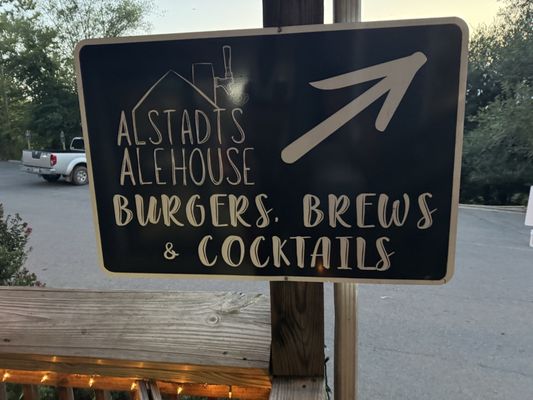 ALSTADTS
ALEHOUSE
BURGERS, BREWS
& COCKTAILS